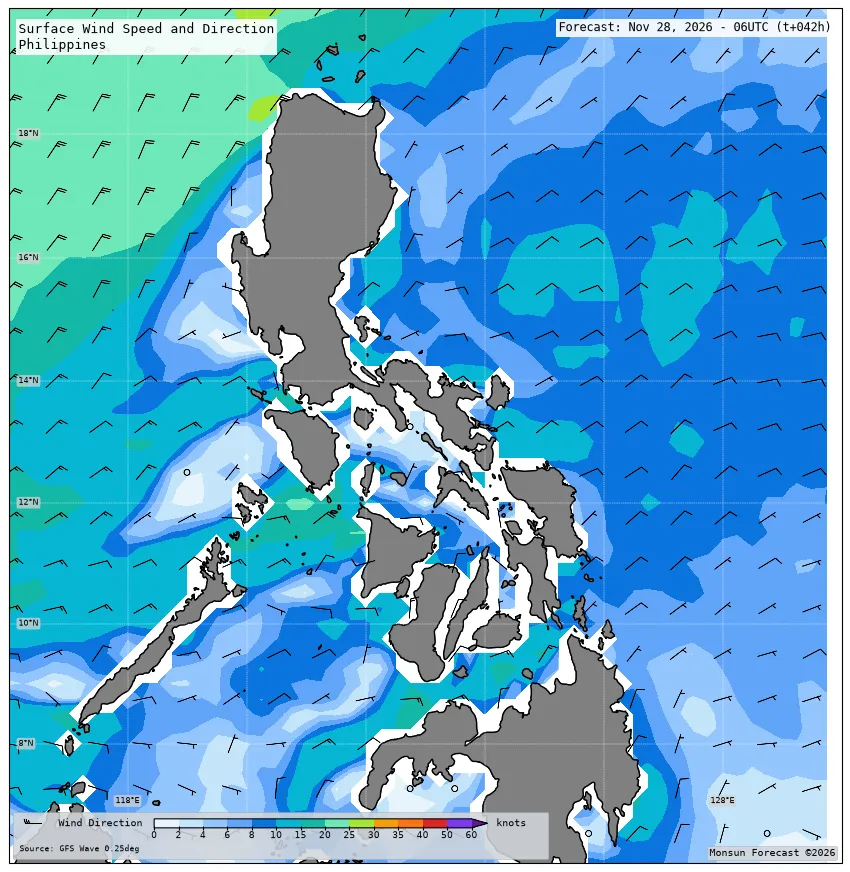 Surface Wind Speed and Direction
Philippines
Forecast: Nov 28, 2026 - 06UTC (t+042h)
18°N
16°N
14°N
12°N
10°N
8°N
118°E
128°E
Wind Direction
knots
0 2 4 6 8 10 15 20 25 30 35 40 50 60
Source: GFS Wave 0.25deg
Monsun Forecast ©2026